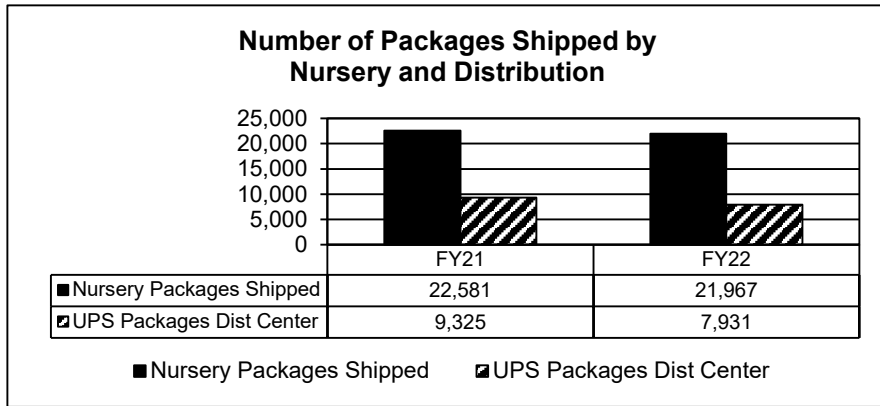 Number of Packages Shipped by
Nursery and Distribution
25,000
20,000
15,000
10,000
5,000
0
FY21 FY22
Nursery Packages Shipped 22,581 21,967
UPS Packages Dist Center 9,325 7,931
Nursery Packages Shipped UPS Packages Dist Center